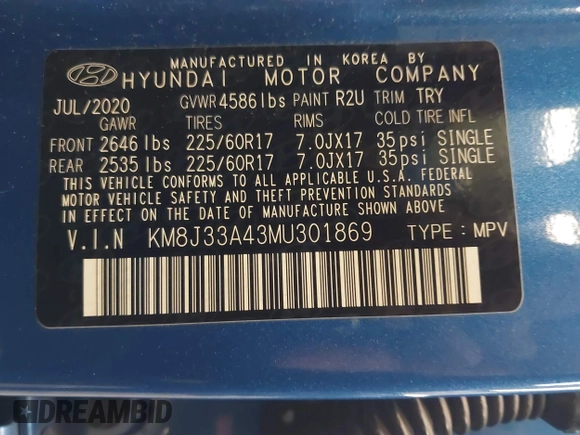 MANUFACTURED IN KOREA BY
HYUNDAI MOTOR COMPANY
JUL/2020 GVWR 4586 lbs PAINT R2U TRIM TRY
GAWR TIRES RIMS COLD TIRE INFL
FRONT 2646 lbs 225/60R17 7.0JX17 35psi SINGLE
REAR 2535 lbs 225/60R17 7.0JX17 35psi SINGLE
THIS VEHICLE CONFORMS TO ALL APPLICABLE U.S.A. FEDERAL
MOTOR VEHICLE SAFETY AND THEFT PREVENTION STANDARDS
IN EFFECT ON THE DATE OF MANUFACTURE SHOWN ABOVE.
V.I.N KM8J33A43MU301869 TYPE: MPV
DREAMBID